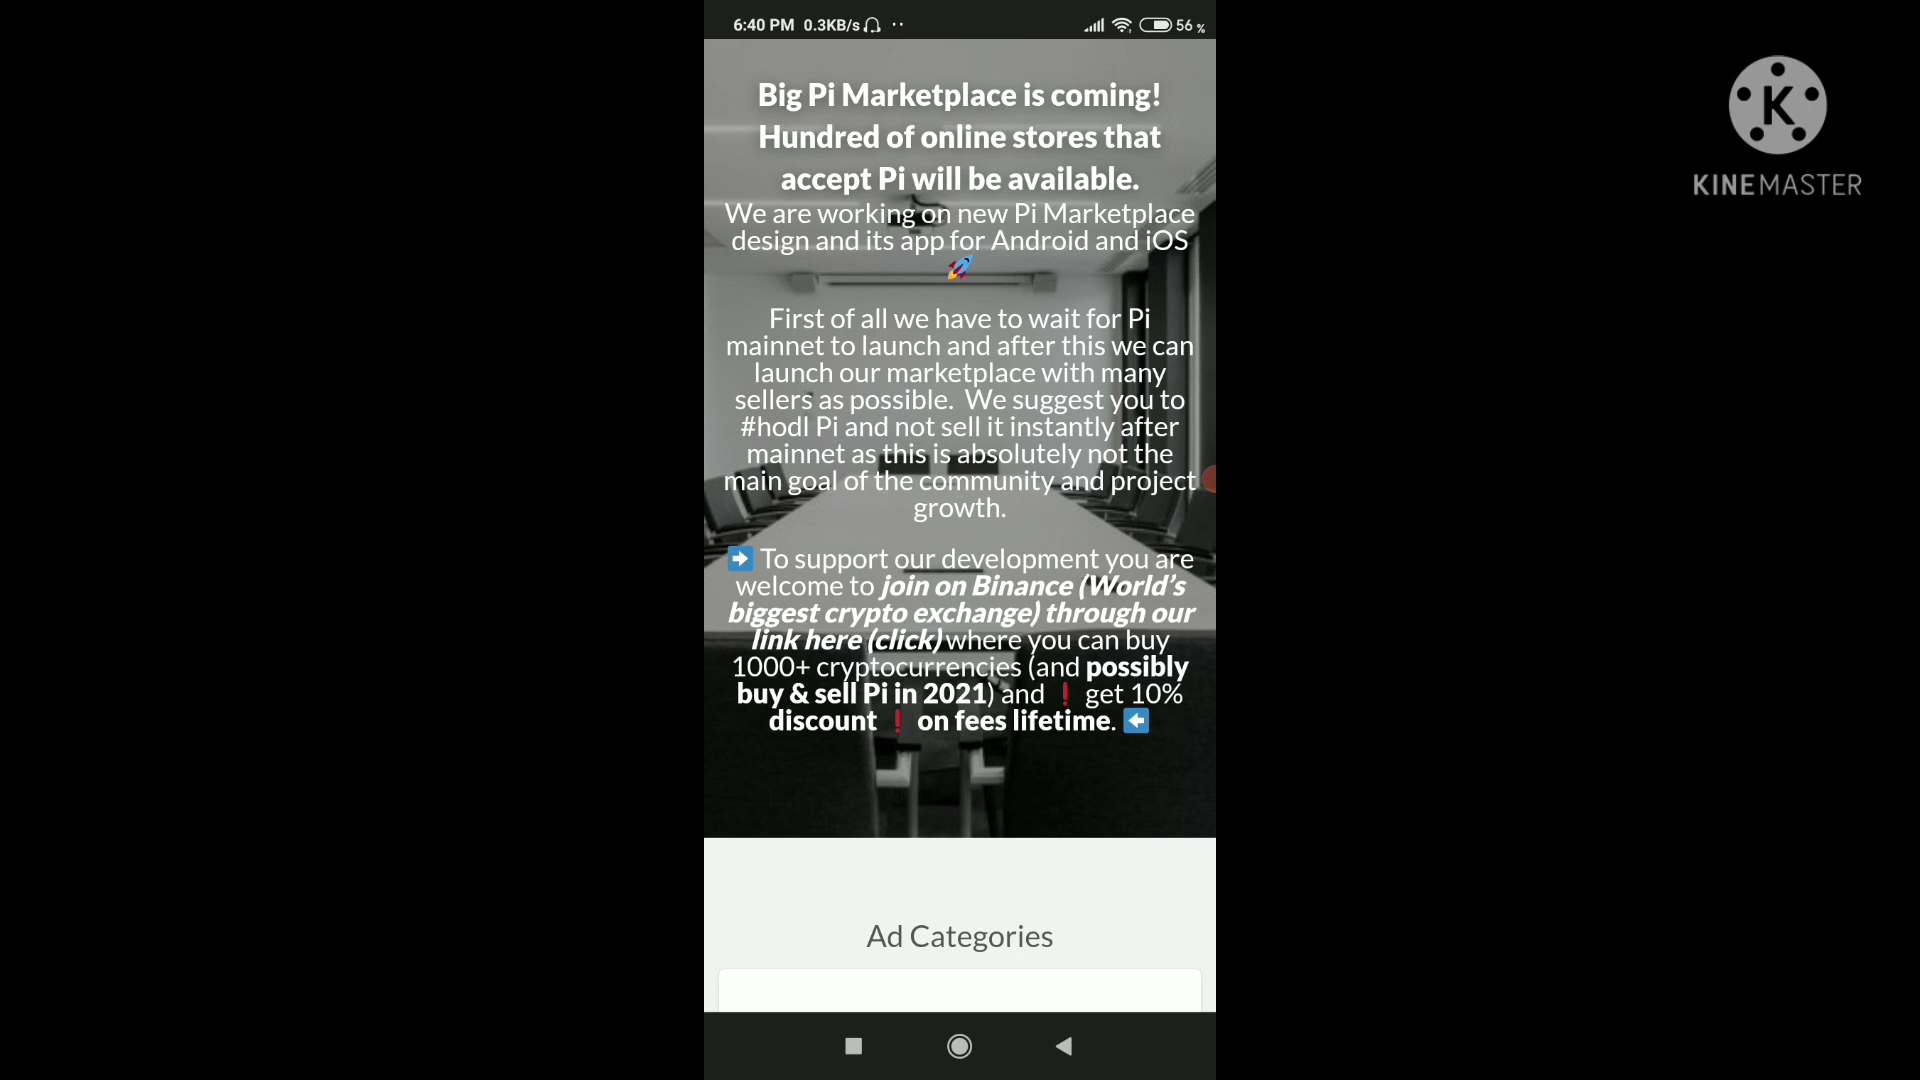 6:40 PM 0.3KB/s
56 %
KINEMASTER
Big Pi Marketplace is coming!
Hundred of online stores that
accept Pi will be available.
We are working on new Pi Marketplace
design and its app for Android and iOS
🚀
First of all we have to wait for Pi
mainnet to launch and after this we can
launch our marketplace with many
sellers as possible. We suggest you to
#hodl Pi and not sell it instantly after
mainnet as this is absolutely not the
main goal of the community and project
growth.
➡️ To support our development you are
welcome to join on Binance (World's
biggest crypto exchange) through our
link here (click) where you can buy
1000+ cryptocurrencies (and possibly
buy & sell Pi in 2021) and ❗ get 10%
discount ❗ on fees lifetime. ⬅️
Ad Categories